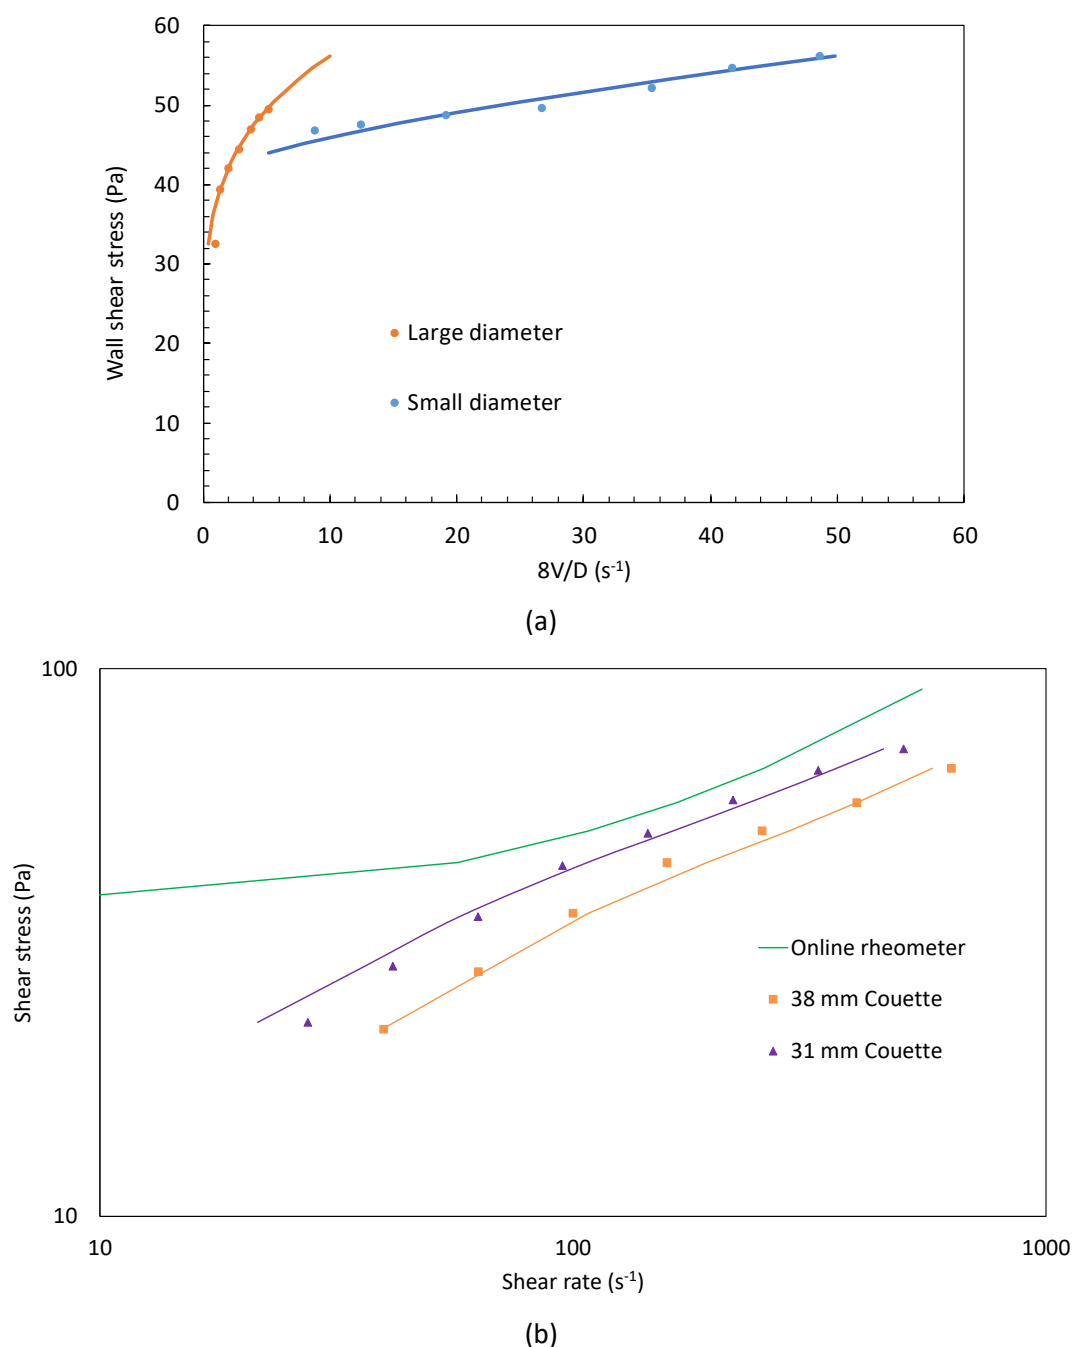 60
50
40
30
20
10
0
Wall shear stress (Pa)
Large diameter
Small diameter
0 10 20 30 40 50 60
8V/D (s⁻¹)
(a)
100
10
Shear stress (Pa)
Online rheometer
38 mm Couette
31 mm Couette
10 100 1000
Shear rate (s⁻¹)
(b)